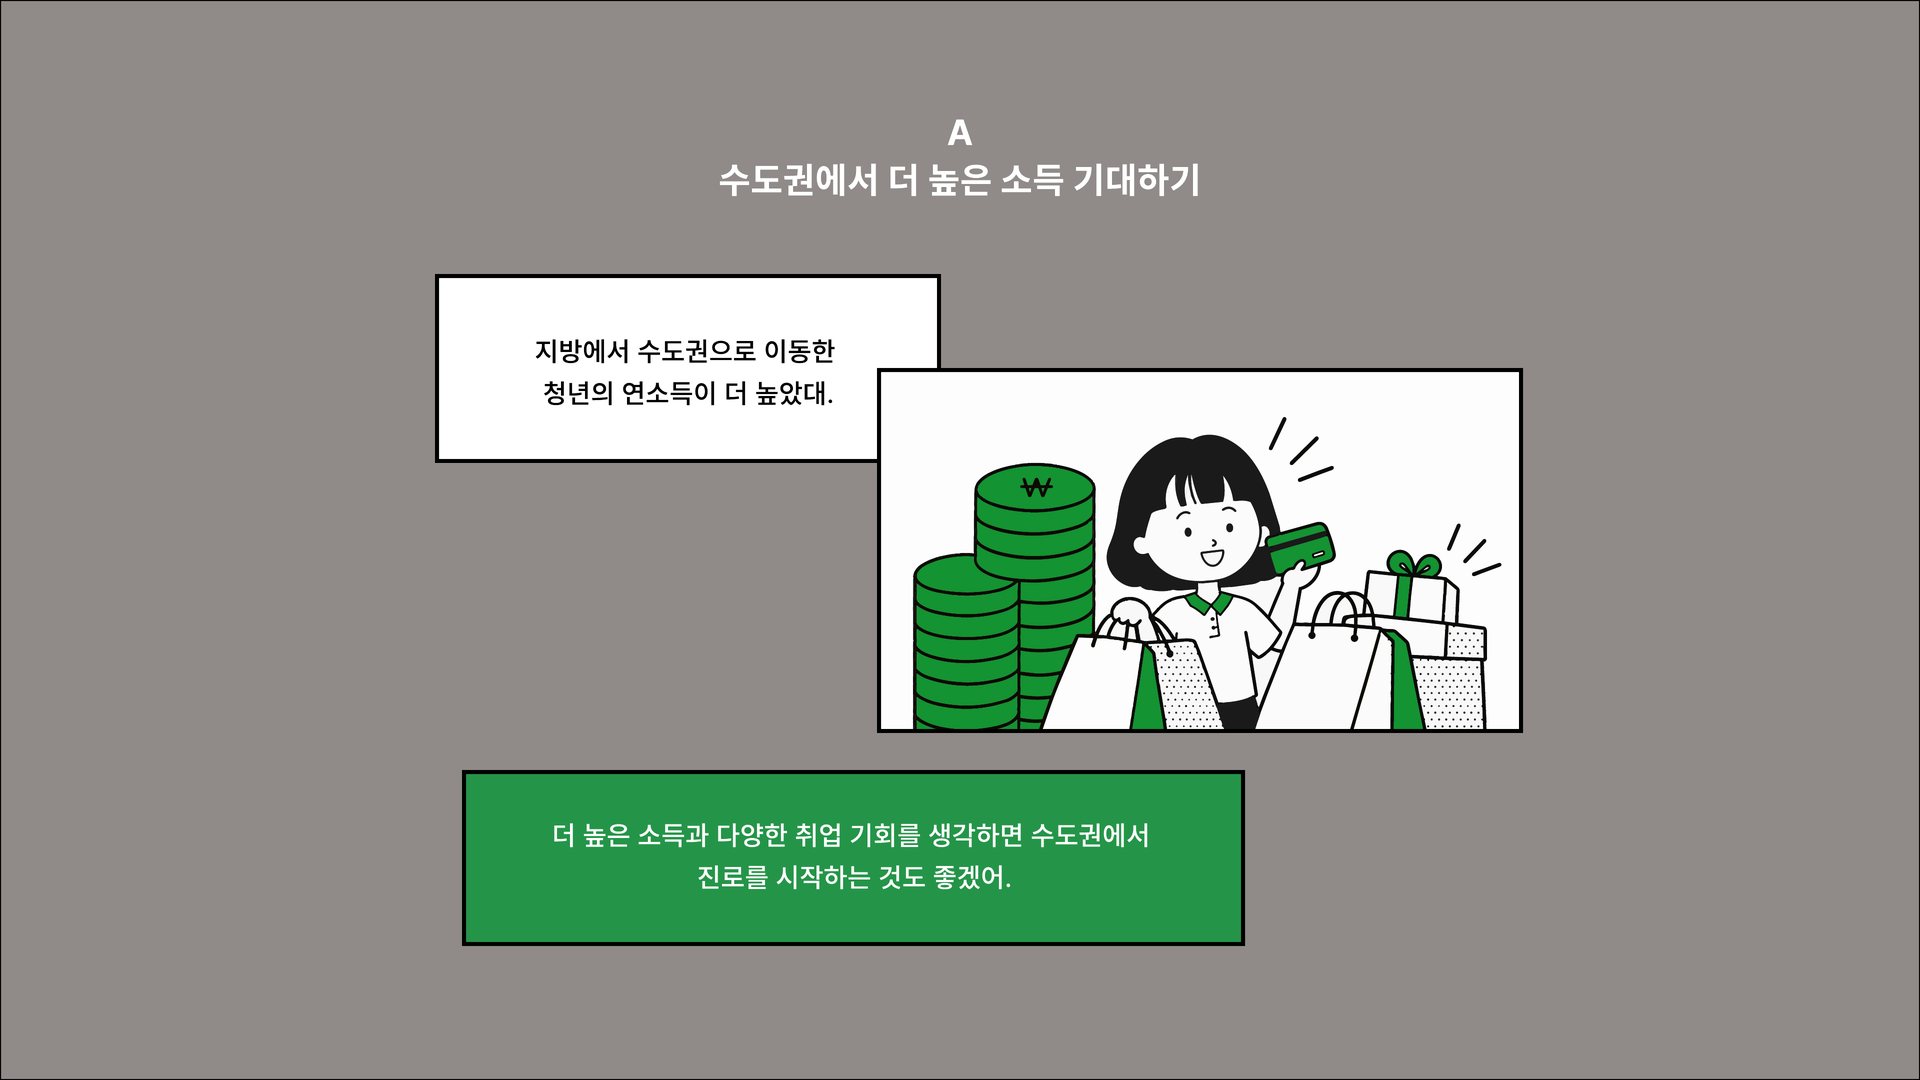 A
수도권에서 더 높은 소득 기대하기
지방에서 수도권으로 이동한
청년의 연소득이 더 높았대.
₩
더 높은 소득과 다양한 취업 기회를 생각하면 수도권에서
진로를 시작하는 것도 좋겠어.